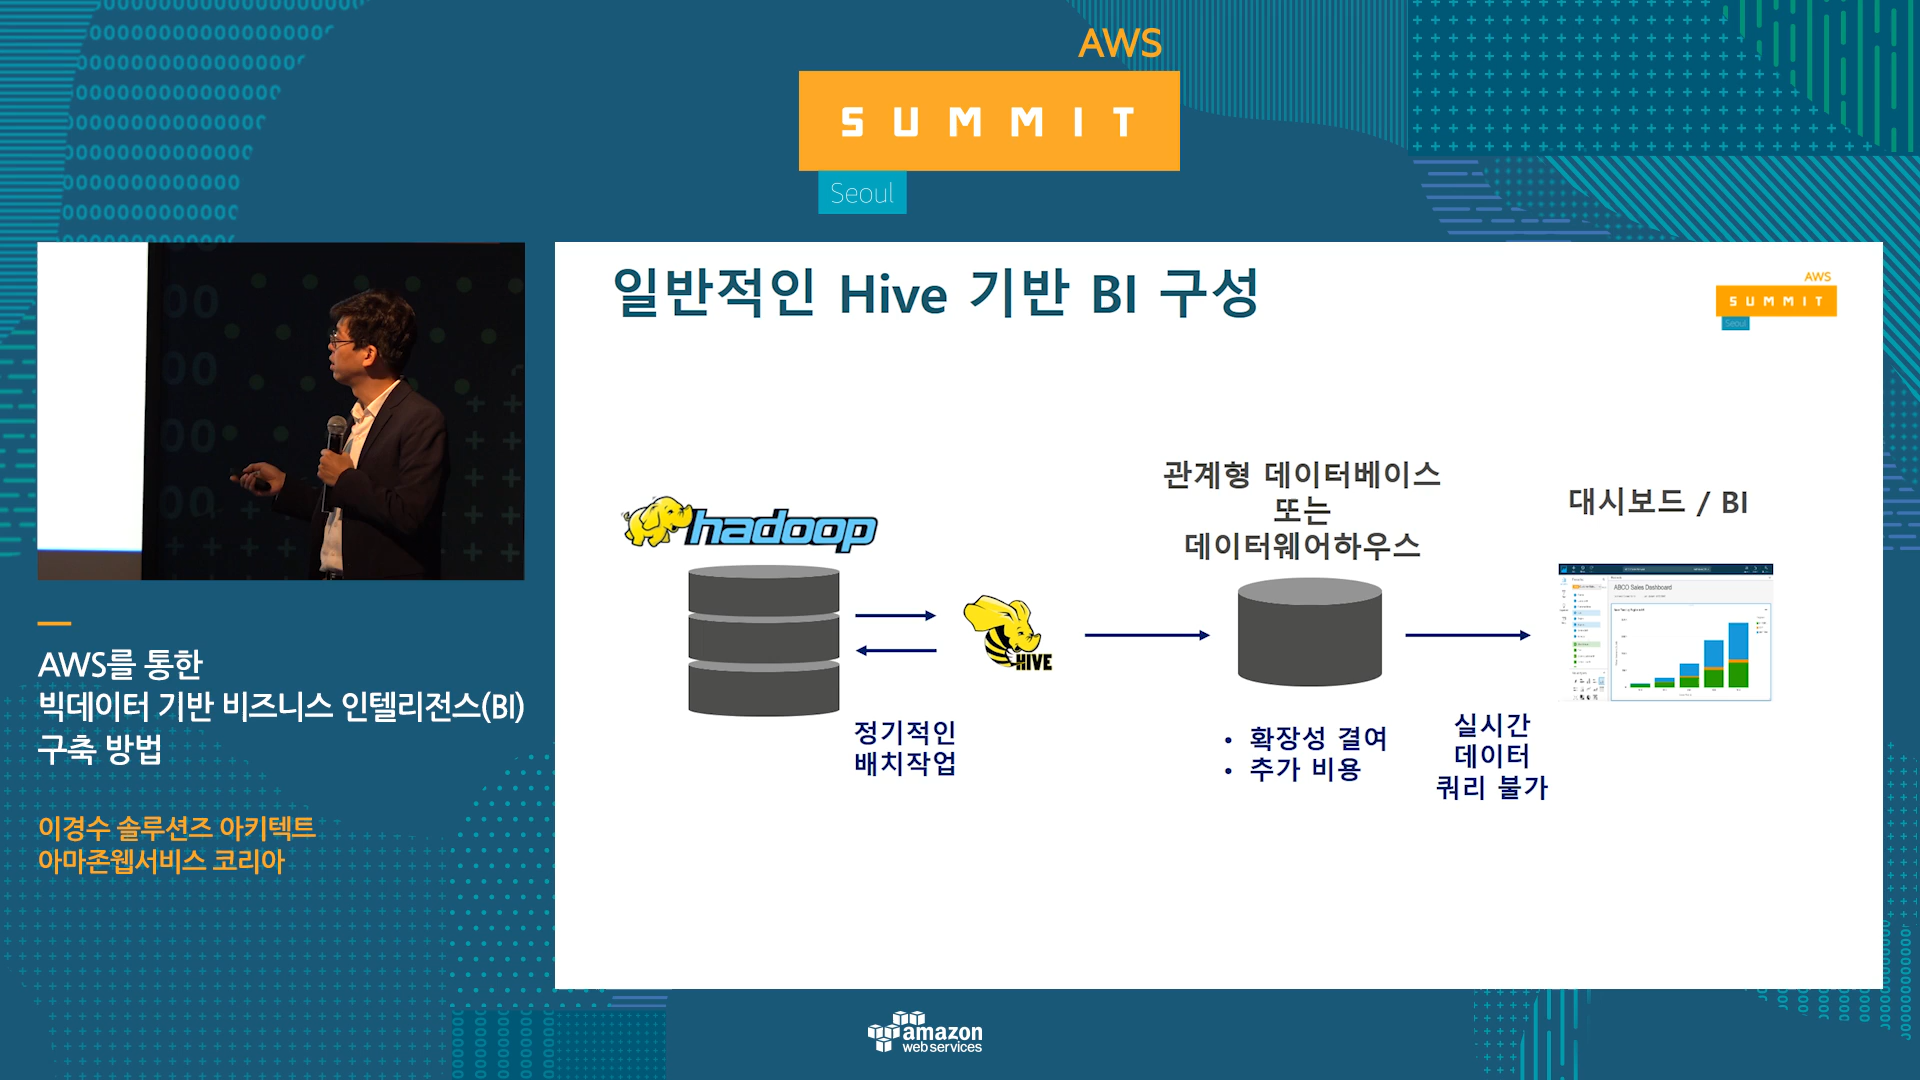 AWS
SUMMIT
Seoul
일반적인 Hive 기반 BI 구성
AWS
SUMMIT
Seoul
관계형 데이터베이스
또는
데이터웨어하우스
대시보드 / BI
hadoop
HIVE
ABCO Sales Dashboard
정기적인
배치작업
• 확장성 결여
• 추가 비용
실시간
데이터
쿼리 불가
AWS를 통한
빅데이터 기반 비즈니스 인텔리전스(BI)
구축 방법
이경수 솔루션즈 아키텍트
아마존웹서비스 코리아
amazon
web services